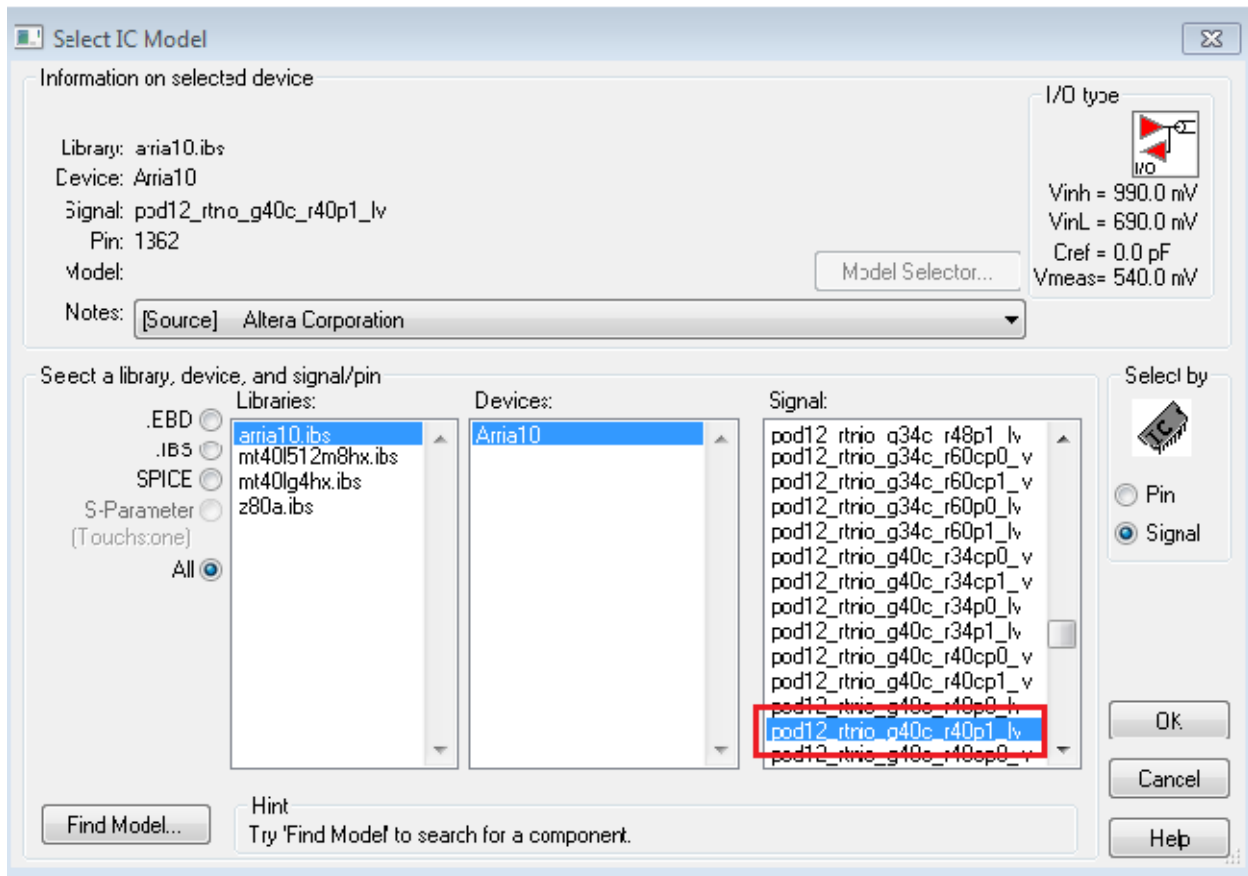 Select IC Model
Information on selected device
I/O type
Library: arria10.ibs
Device: Arria10
Signal: pod12_rtnio_g40c_r40p1_lv
Pin: 1362
Model:
Model Selector...
Notes: [Source] Altera Corporation
I/O
Vinh = 990.0 mV
VinL = 690.0 mV
Cref = 0.0 pF
Vmeas= 540.0 mV
Select a library, device, and signal/pin
Select by
.EBD
.IBS
SPICE
S-Parameter
(Touchstone)
All
Libraries:
arria10.ibs
mt40l512m8hx.ibs
mt40lg4hx.ibs
z80a.ibs
Devices:
Arria10
Signal:
pod12_rtnio_g34c_r48p1_lv
pod12_rtnio_g34c_r60cp0_v
pod12_rtnio_g34c_r60cp1_v
pod12_rtnio_g34c_r60p0_lv
pod12_rtnio_g34c_r60p1_lv
pod12_rtnio_g40c_r34cp0_v
pod12_rtnio_g40c_r34cp1_v
pod12_rtnio_g40c_r34p0_lv
pod12_rtnio_g40c_r34p1_lv
pod12_rtnio_g40c_r40cp0_v
pod12_rtnio_g40c_r40cp1_v
pod12_rtnio_g40c_r40p0_lv
pod12_rtnio_g40c_r40p1_lv
pod12_rtnio_g40c_r48cp0_v
IC
Pin
Signal
OK
Cancel
Help
Find Model...
Hint
Try 'Find Model' to search for a component.